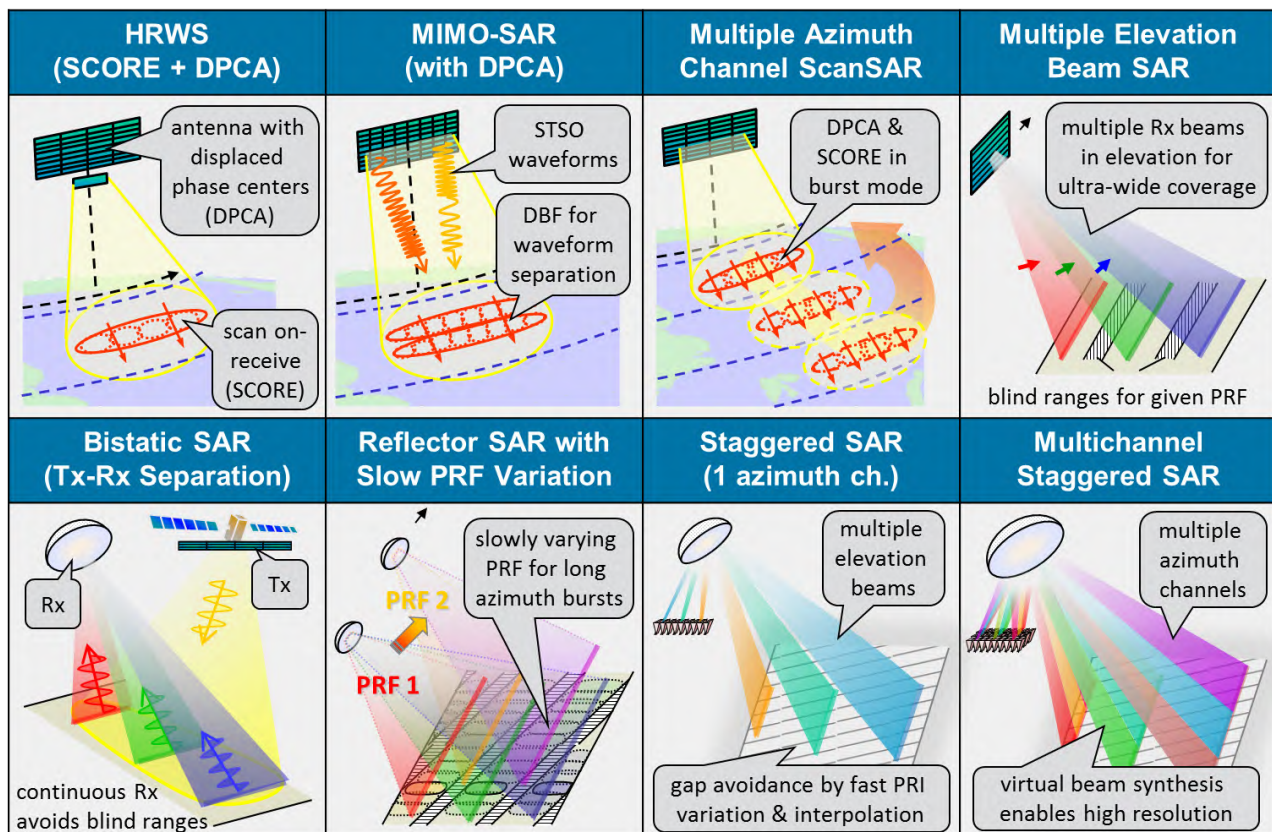 HRWS
(SCORE + DPCA)
antenna with
displaced
phase centers
(DPCA)
scan on-
receive
(SCORE)
MIMO-SAR
(with DPCA)
STSO
waveforms
DBF for
waveform
separation
Multiple Azimuth
Channel ScanSAR
DPCA &
SCORE in
burst mode
Multiple Elevation
Beam SAR
multiple Rx beams
in elevation for
ultra-wide coverage
blind ranges for given PRF
Bistatic SAR
(Tx-Rx Separation)
Rx
Tx
continuous Rx
avoids blind ranges
Reflector SAR with
Slow PRF Variation
slowly varying
PRF for long
azimuth bursts
PRF 2
PRF 1
Staggered SAR
(1 azimuth ch.)
multiple
elevation
beams
gap avoidance by fast PRI
variation & interpolation
Multichannel
Staggered SAR
multiple
azimuth
channels
virtual beam synthesis
enables high resolution